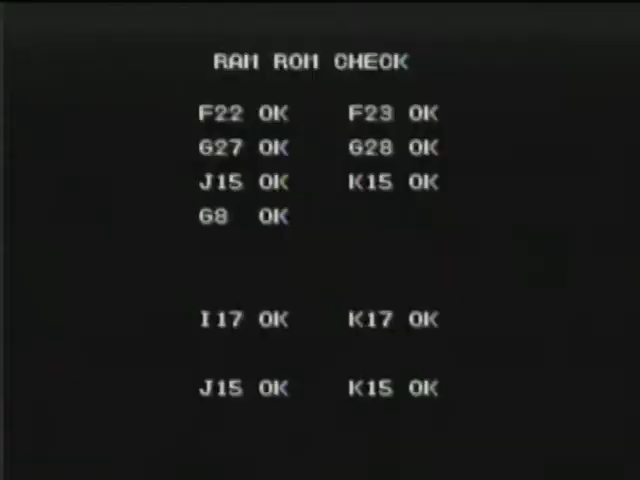 RAM ROM CHECK
F22 OK F23 OK
G27 OK G28 OK
J15 OK K15 OK
G8 OK
I17 OK K17 OK
J15 OK K15 OK